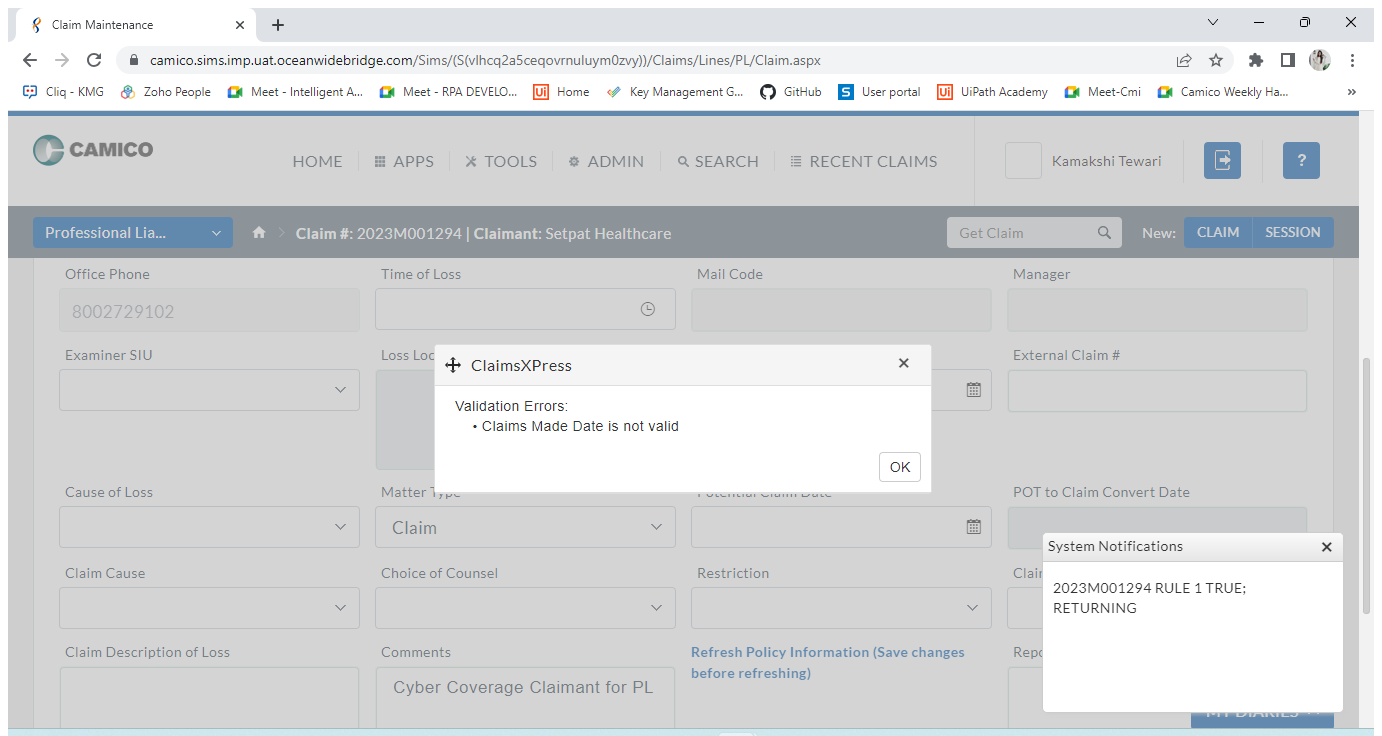 Claim Maintenance
camico.sims.imp.uat.oceanwidebridge.com/Sims/(S(vlhcq2a5ceqovrnuluym0zvy))/Claims/Lines/PL/Claim.aspx
Cliq - KMG Zoho People Meet - Intelligent A... Meet - RPA DEVELO... Home Key Management G... GitHub User portal UiPath Academy Meet-Cmi Camico Weekly Ha... »
CAMICO
HOME APPS TOOLS ADMIN SEARCH RECENT CLAIMS Kamakshi Tewari ?
Professional Lia... Claim #: 2023M001294 | Claimant: Setpat Healthcare Get Claim New: CLAIM SESSION
Office Phone Time of Loss Mail Code Manager
8002729102
Examiner SIU Loss Loc External Claim #
ClaimsXPress
Validation Errors:
• Claims Made Date is not valid
OK
Cause of Loss Matter Type Potential Claim Date POT to Claim Convert Date
Claim
System Notifications
2023M001294 RULE 1 TRUE;
RETURNING
Claim Cause Choice of Counsel Restriction Clai
Claim Description of Loss Comments Refresh Policy Information (Save changes Repo
before refreshing)
Cyber Coverage Claimant for PL
MY DIARIES